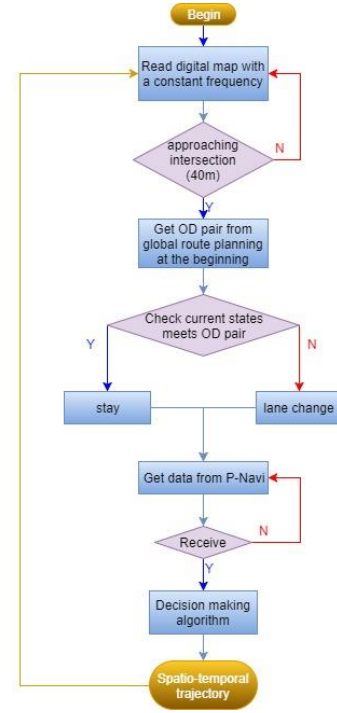 Begin
Read digital map with
a constant frequency
N
approaching
intersection
(40m)
Y
Get OD pair from
global route planning
at the beginning
Check current states
meets OD pair
Y
N
stay
lane change
Get data from P-Navi
N
Receive
Y
Decision making
algorithm
Spatio-temporal
trajectory